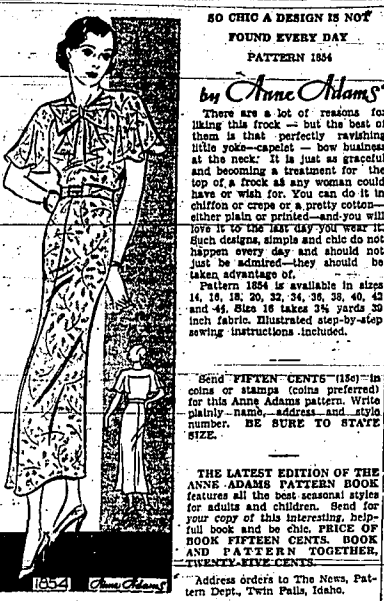 SO CHIC A DESIGN IS NOT
FOUND EVERY DAY
PATTERN 1854
by Anne Adams
There are a lot of reasons for
liking this frock — but the best of
them is that perfectly ravishing
little yoke—capelet — bow business
at the neck. It is just as graceful
and becoming a treatment for the
top of a frock as any woman could
have or wish for. You can do it in
chiffon or crepe or a pretty cotton—
either plain or printed—and you will
love it to the last day you wear it.
Such designs, simple and chic do not
happen every day and should not
just be admired—they should be
taken advantage of.
Pattern 1854 is available in sizes
14, 16, 18, 20, 32, 34, 36, 38, 40, 42
and 44. Size 16 takes 3¾ yards 39
inch fabric. Illustrated step-by-step
sewing instructions included.
Send FIFTEEN CENTS (15c) in
coins or stamps (coins preferred)
for this Anne Adams pattern. Write
plainly name, address and style
number. BE SURE TO STATE
SIZE.
THE LATEST EDITION OF THE
ANNE ADAMS PATTERN BOOK
features all the best seasonal styles
for adults and children. Send for
your copy of this interesting, help-
full book and be chic. PRICE OF
BOOK FIFTEEN CENTS. BOOK
AND PATTERN TOGETHER,
TWENTY-FIVE CENTS.
Address orders to The News, Pat-
tern Dept., Twin Falls, Idaho.
1854 Anne Adams